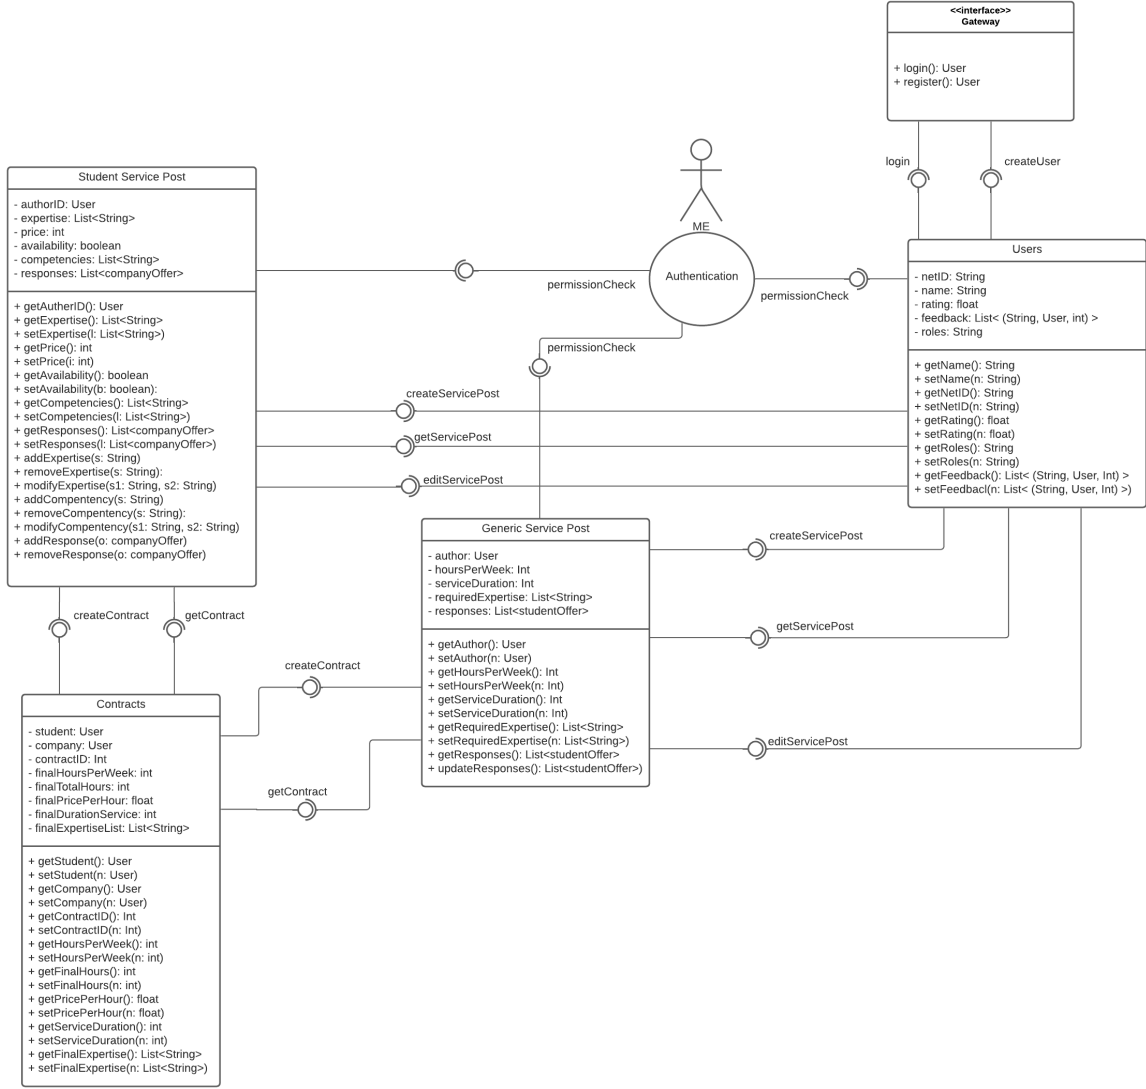 <<interface>>
Gateway
+ login(): User
+ register(): User
login
createUser
Student Service Post
- authorID: User
- expertise: List<String>
- price: int
- availability: boolean
- competencies: List<String>
- responses: List<companyOffer>
+ getAutherID(): User
+ getExpertise(): List<String>
+ setExpertise(l: List<String>)
+ getPrice(): int
+ setPrice(i: int)
+ getAvailability(): boolean
+ setAvailability(b: boolean):
+ getCompetencies(): List<String>
+ setCompetencies(l: List<String>)
+ getResponses(): List<companyOffer>
+ setResponses(l: List<companyOffer>)
+ addExpertise(s: String)
+ removeExpertise(s: String):
+ modifyExpertise(s1: String, s2: String)
+ addCompentency(s: String)
+ removeCompentency(s: String):
+ modifyCompentency(s1: String, s2: String)
+ addResponse(o: companyOffer)
+ removeResponse(o: companyOffer)
ME
Authentication
permissionCheck
permissionCheck
permissionCheck
Users
- netID: String
- name: String
- rating: float
- feedback: List< (String, User, int) >
- roles: String
+ getName(): String
+ setName(n: String)
+ getNetID(): String
+ setNetID(n: String)
+ getRating(): float
+ setRating(n: float)
+ getRoles(): String
+ setRoles(n: String)
+ getFeedback(): List< (String, User, Int) >
+ setFeedbacl(n: List< (String, User, Int) >)
createServicePost
getServicePost
editServicePost
Generic Service Post
- author: User
- hoursPerWeek: Int
- serviceDuration: Int
- requiredExpertise: List<String>
- responses: List<studentOffer>
+ getAuthor(): User
+ setAuthor(n: User)
+ getHoursPerWeek(): Int
+ setHoursPerWeek(n: Int)
+ getServiceDuration(): Int
+ setServiceDuration(n: Int)
+ getRequiredExpertise(): List<String>
+ setRequiredExpertise(n: List<String>)
+ getResponses(): List<studentOffer>
+ updateResponses(): List<studentOffer>)
createServicePost
getServicePost
editServicePost
createContract
getContract
createContract
getContract
Contracts
- student: User
- company: User
- contractID: Int
- finalHoursPerWeek: int
- finalTotalHours: int
- finalPricePerHour: float
- finalDurationService: int
- finalExpertiseList: List<String>
+ getStudent(): User
+ setStudent(n: User)
+ getCompany(): User
+ setCompany(n: User)
+ getContractID(): Int
+ setContractID(n: Int)
+ getHoursPerWeek(): int
+ setHoursPerWeek(n: int)
+ getFinalHours(): int
+ setFinalHours(n: int)
+ getPricePerHour(): float
+ setPricePerHour(n: float)
+ getServiceDuration(): int
+ setServiceDuration(n: int)
+ getFinalExpertise(): List<String>
+ setFinalExpertise(n: List<String>)